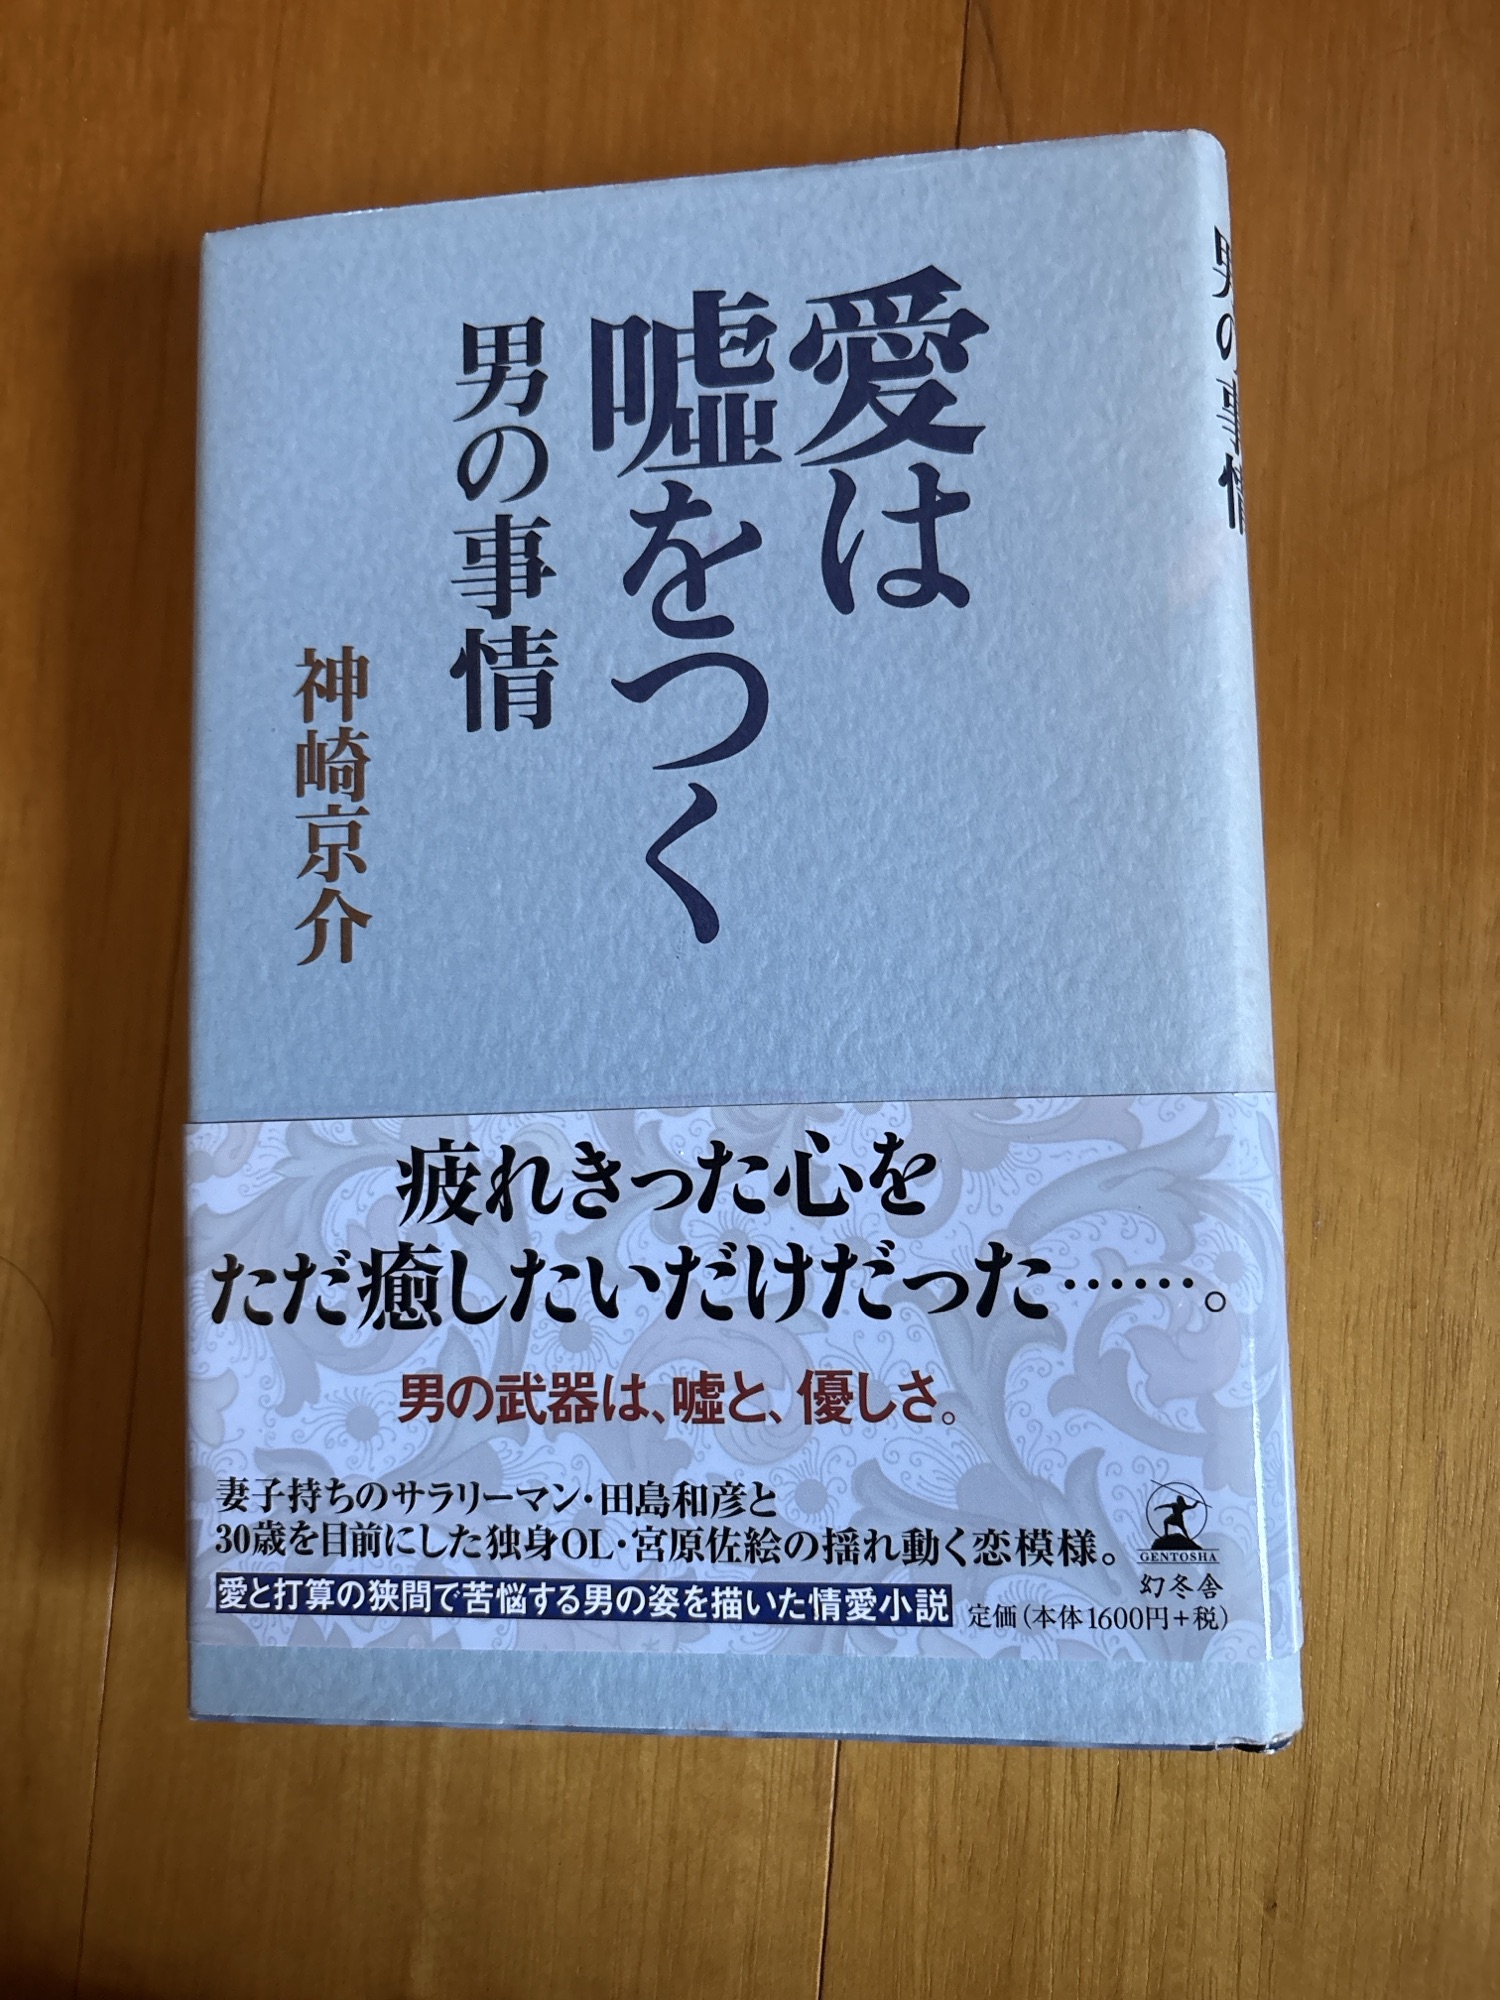 愛は
嘘をつく
男の事情
神崎京介
男の事情
疲れきった心を
ただ癒したいだけだった……。
男の武器は、嘘と、優しさ。
妻子持ちのサラリーマン・田島和彦と
30歳を目前にした独身OL・宮原佐絵の揺れ動く恋模様。
愛と打算の狭間で苦悩する男の姿を描いた情愛小説
GENTOSHA
幻冬舎
定価(本体1600円+税)